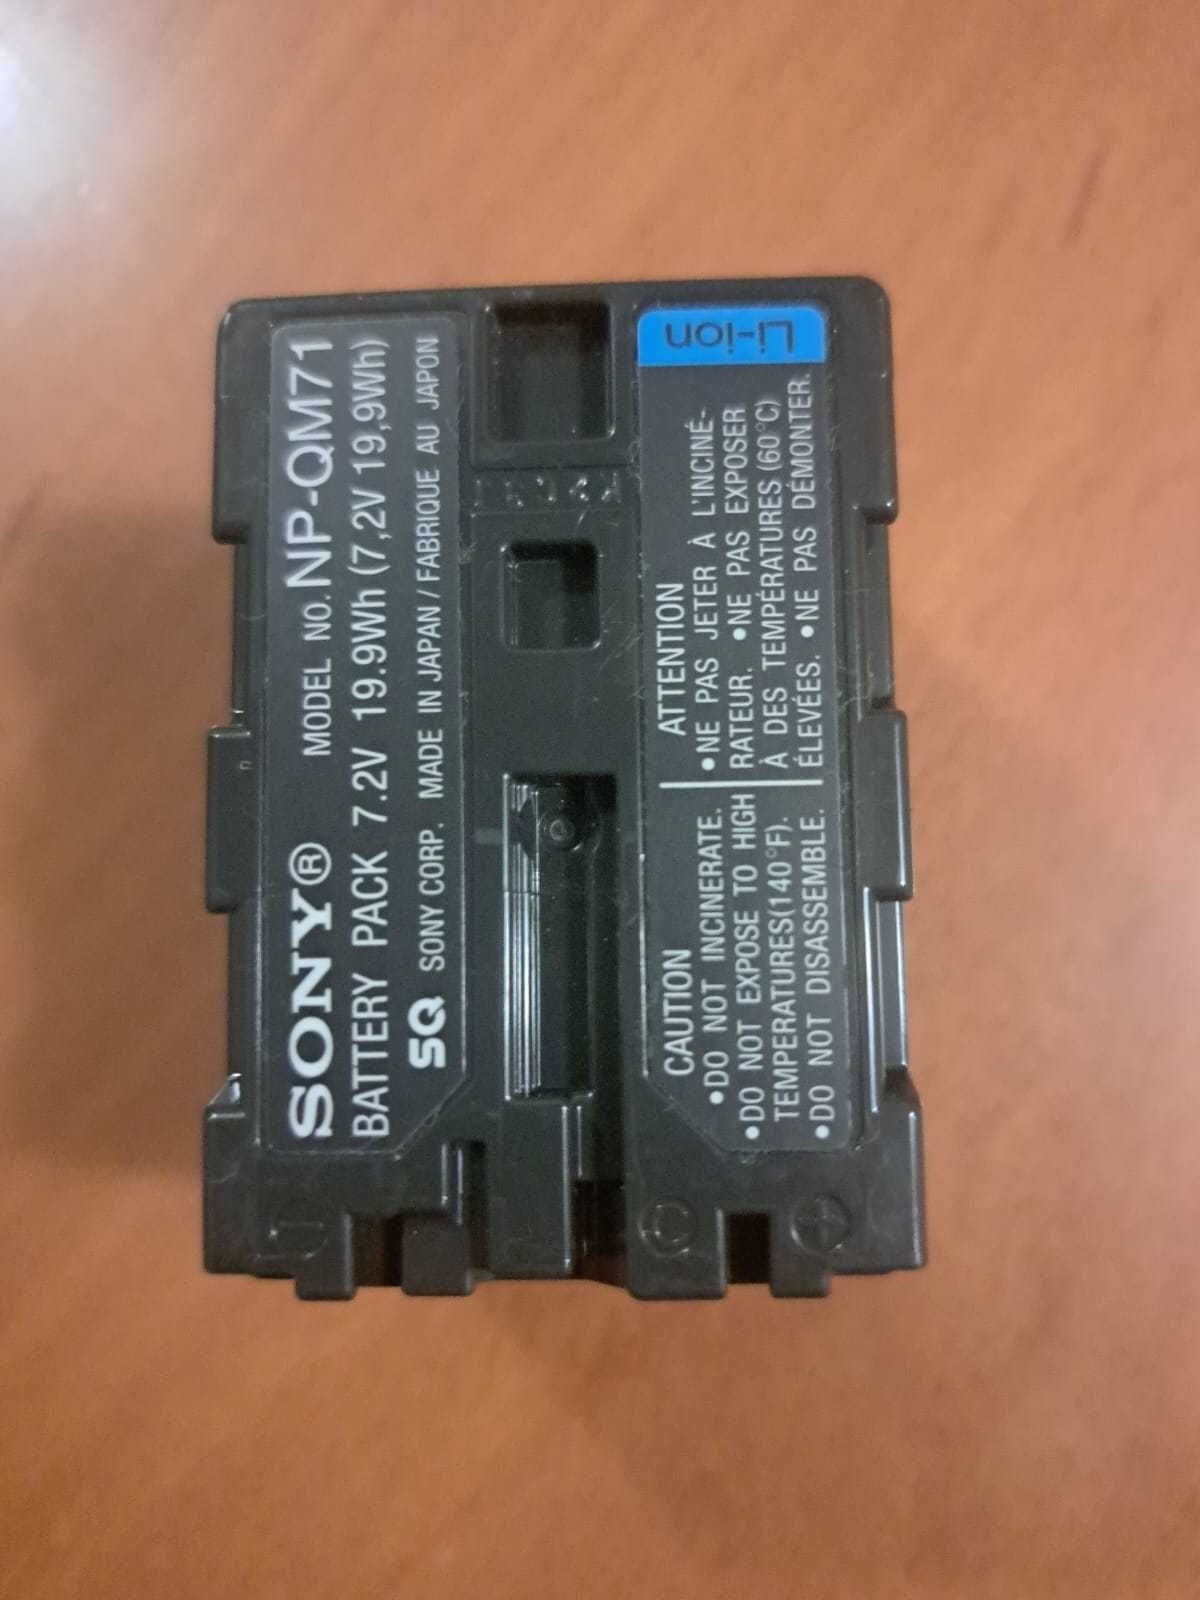 SONY® MODEL NO. NP-QM71
BATTERY PACK 7.2V 19.9Wh (7,2V 19,9Wh)
SQ SONY CORP. MADE IN JAPAN / FABRIQUE AU JAPON
Li-ion
CAUTION
•DO NOT INCINERATE.
•DO NOT EXPOSE TO HIGH
TEMPERATURES(140°F).
•DO NOT DISASSEMBLE.
ATTENTION
•NE PAS JETER À L'INCINÉ-
RATEUR. •NE PAS EXPOSER
À DES TEMPÉRATURES (60°C)
ÉLEVÉES. •NE PAS DÉMONTER.